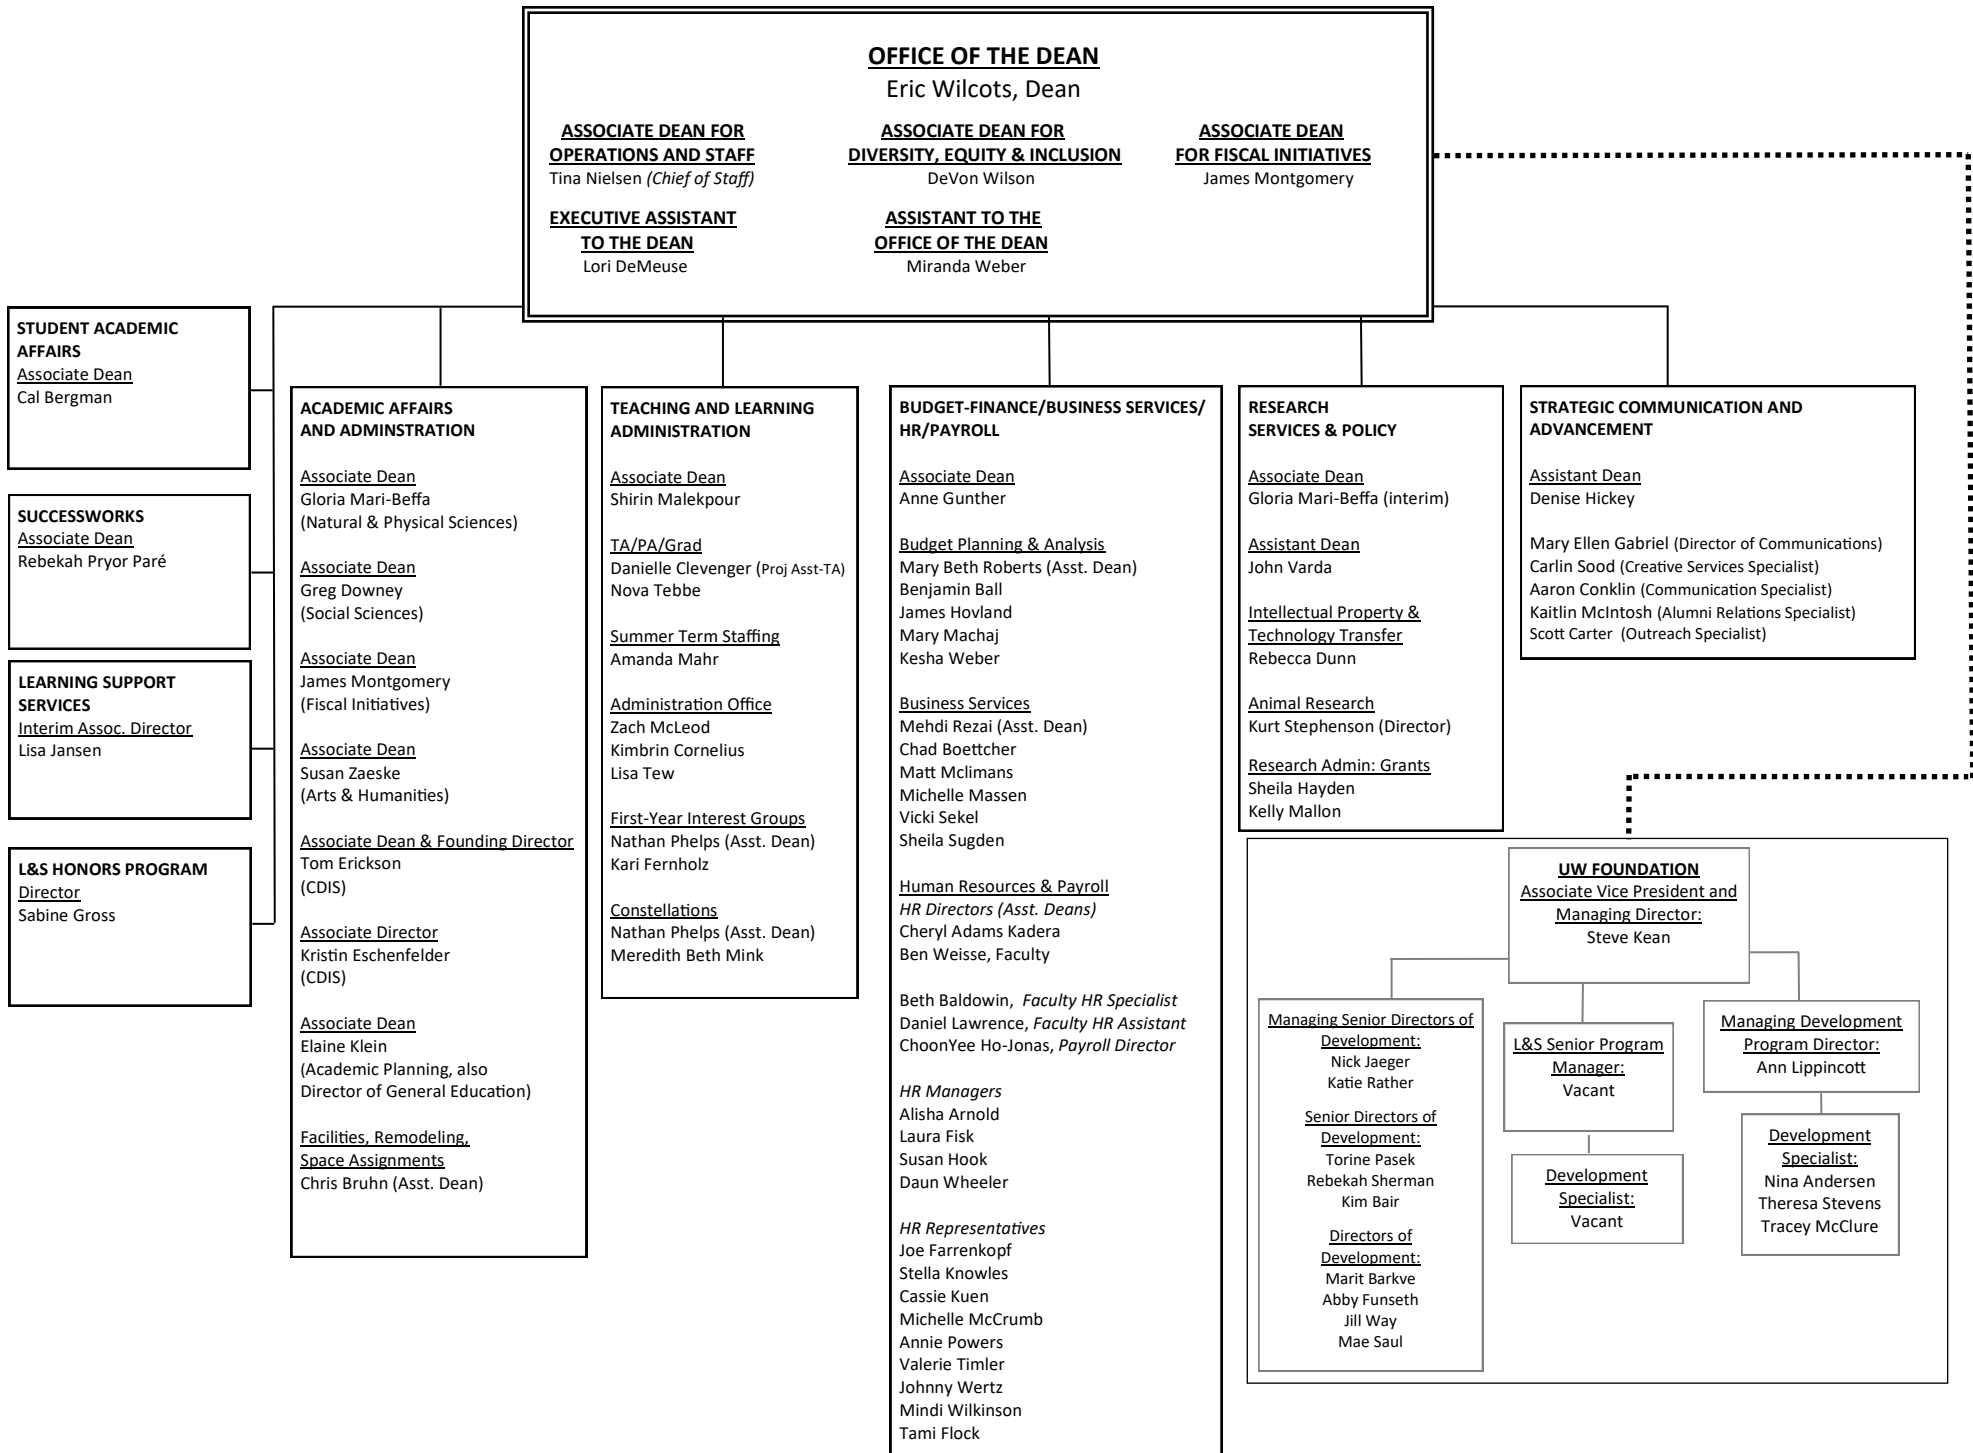 OFFICE OF THE DEAN
Eric Wilcots, Dean
ASSOCIATE DEAN FOR
OPERATIONS AND STAFF
Tina Nielsen (Chief of Staff)
ASSOCIATE DEAN FOR
DIVERSITY, EQUITY & INCLUSION
DeVon Wilson
ASSOCIATE DEAN
FOR FISCAL INITIATIVES
James Montgomery
EXECUTIVE ASSISTANT
TO THE DEAN
Lori DeMeuse
ASSISTANT TO THE
OFFICE OF THE DEAN
Miranda Weber
STUDENT ACADEMIC
AFFAIRS
Associate Dean
Cal Bergman
SUCCESSWORKS
Associate Dean
Rebekah Pryor Paré
LEARNING SUPPORT
SERVICES
Interim Assoc. Director
Lisa Jansen
L&S HONORS PROGRAM
Director
Sabine Gross
ACADEMIC AFFAIRS
AND ADMINSTRATION
Associate Dean
Gloria Mari-Beffa
(Natural & Physical Sciences)
Associate Dean
Greg Downey
(Social Sciences)
Associate Dean
James Montgomery
(Fiscal Initiatives)
Associate Dean
Susan Zaeske
(Arts & Humanities)
Associate Dean & Founding Director
Tom Erickson
(CDIS)
Associate Director
Kristin Eschenfelder
(CDIS)
Associate Dean
Elaine Klein
(Academic Planning, also
Director of General Education)
Facilities, Remodeling,
Space Assignments
Chris Bruhn (Asst. Dean)
TEACHING AND LEARNING
ADMINISTRATION
Associate Dean
Shirin Malekpour
TA/PA/Grad
Danielle Clevenger (Proj Asst-TA)
Nova Tebbe
Summer Term Staffing
Amanda Mahr
Administration Office
Zach McLeod
Kimbrin Cornelius
Lisa Tew
First-Year Interest Groups
Nathan Phelps (Asst. Dean)
Kari Fernholz
Constellations
Nathan Phelps (Asst. Dean)
Meredith Beth Mink
BUDGET-FINANCE/BUSINESS SERVICES/
HR/PAYROLL
Associate Dean
Anne Gunther
Budget Planning & Analysis
Mary Beth Roberts (Asst. Dean)
Benjamin Ball
James Hovland
Mary Machaj
Kesha Weber
Business Services
Mehdi Rezai (Asst. Dean)
Chad Boettcher
Matt Mclimans
Michelle Massen
Vicki Sekel
Sheila Sugden
Human Resources & Payroll
HR Directors (Asst. Deans)
Cheryl Adams Kadera
Ben Weisse, Faculty
Beth Baldowin, Faculty HR Specialist
Daniel Lawrence, Faculty HR Assistant
ChoonYee Ho-Jonas, Payroll Director
HR Managers
Alisha Arnold
Laura Fisk
Susan Hook
Daun Wheeler
HR Representatives
Joe Farrenkopf
Stella Knowles
Cassie Kuen
Michelle McCrumb
Annie Powers
Valerie Timler
Johnny Wertz
Mindi Wilkinson
Tami Flock
RESEARCH
SERVICES & POLICY
Associate Dean
Gloria Mari-Beffa (interim)
Assistant Dean
John Varda
Intellectual Property &
Technology Transfer
Rebecca Dunn
Animal Research
Kurt Stephenson (Director)
Research Admin: Grants
Sheila Hayden
Kelly Mallon
STRATEGIC COMMUNICATION AND
ADVANCEMENT
Assistant Dean
Denise Hickey
Mary Ellen Gabriel (Director of Communications)
Carlin Sood (Creative Services Specialist)
Aaron Conklin (Communication Specialist)
Kaitlin McIntosh (Alumni Relations Specialist)
Scott Carter (Outreach Specialist)
UW FOUNDATION
Associate Vice President and
Managing Director:
Steve Kean
Managing Senior Directors of
Development:
Nick Jaeger
Katie Rather
Senior Directors of
Development:
Torine Pasek
Rebekah Sherman
Kim Bair
Directors of
Development:
Marit Barkve
Abby Funseth
Jill Way
Mae Saul
L&S Senior Program
Manager:
Vacant
Development
Specialist:
Vacant
Managing Development
Program Director:
Ann Lippincott
Development
Specialist:
Nina Andersen
Theresa Stevens
Tracey McClure